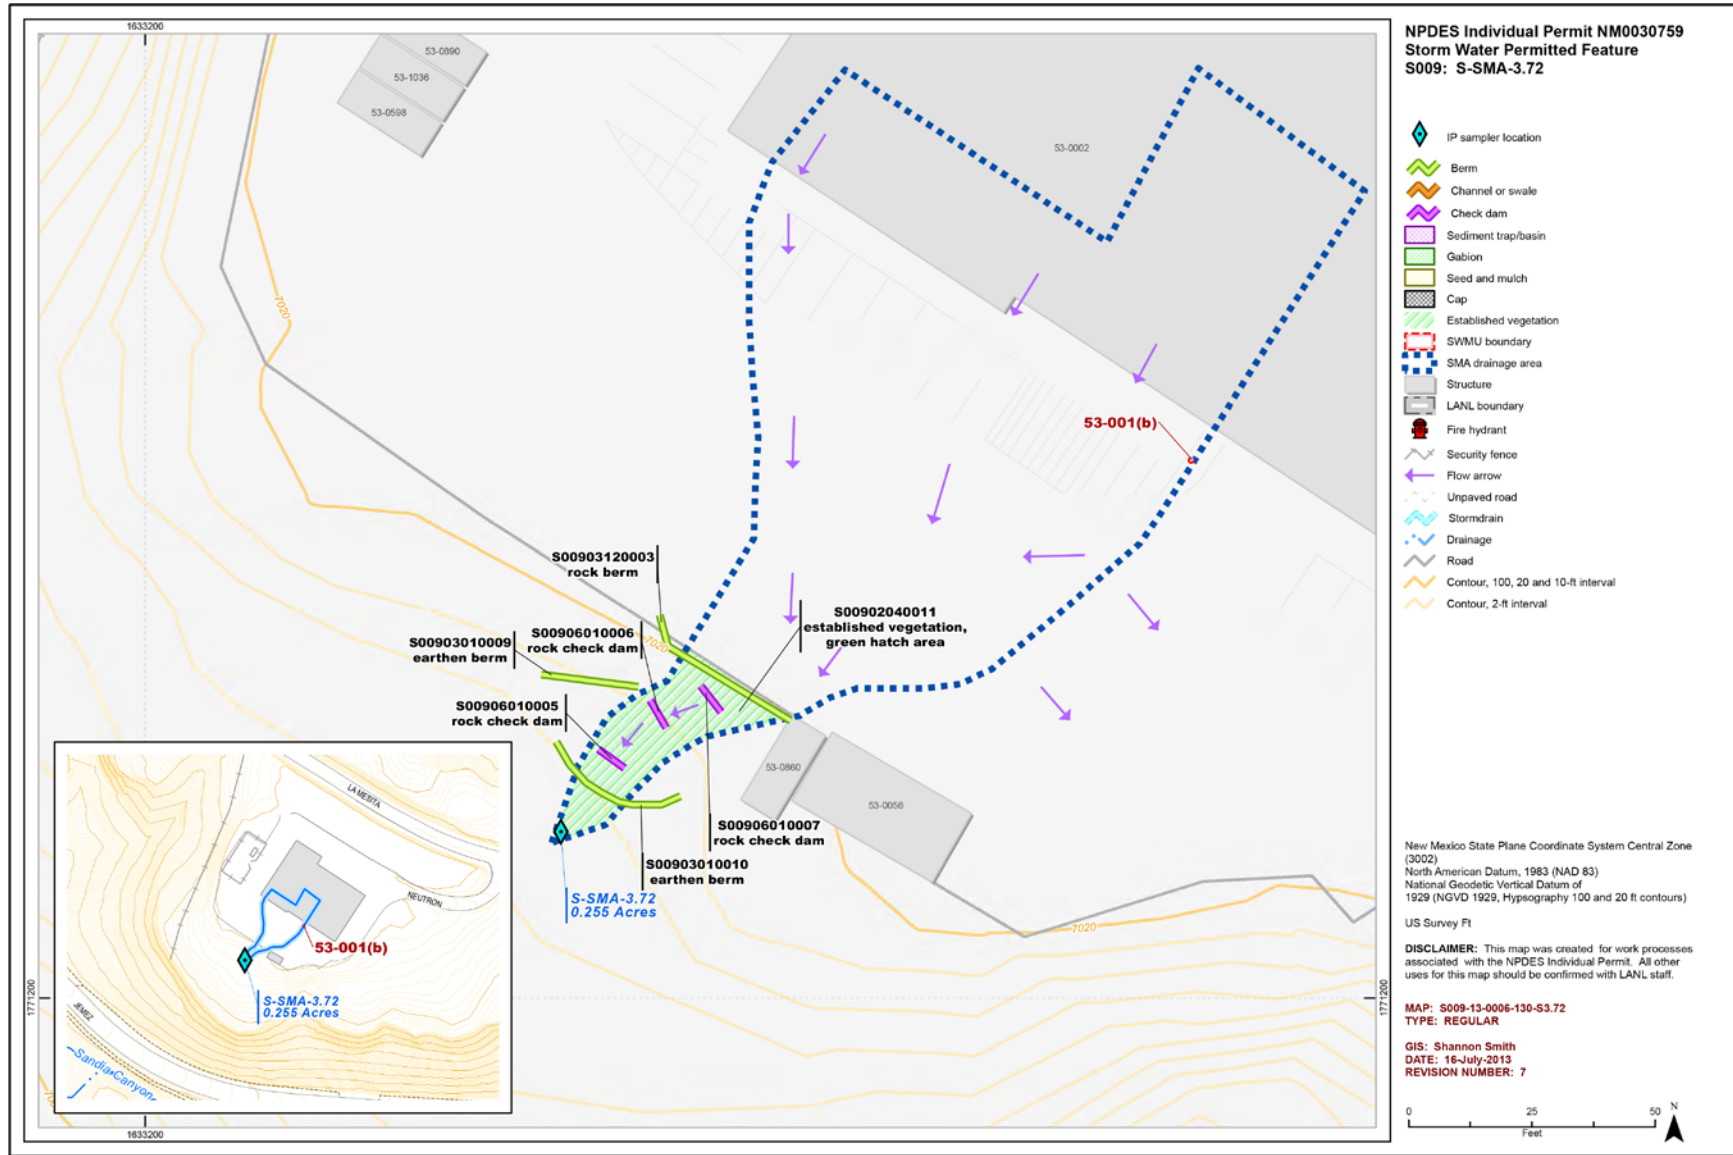 NPDES Individual Permit NM0030759
Storm Water Permitted Feature
S009: S-SMA-3.72
IP sampler location
Berm
Channel or swale
Check dam
Sediment trap/basin
Gabion
Seed and mulch
Cap
Established vegetation
SWMU boundary
SMA drainage area
Structure
LANL boundary
Fire hydrant
Security fence
Flow arrow
Unpaved road
Stormdrain
Drainage
Road
Contour, 100, 20 and 10-ft interval
Contour, 2-ft interval
New Mexico State Plane Coordinate System Central Zone
(3002)
North American Datum, 1983 (NAD 83)
National Geodetic Vertical Datum of
1929 (NGVD 1929, Hypsography 100 and 20 ft contours)
US Survey Ft
DISCLAIMER: This map was created for work processes
associated with the NPDES Individual Permit. All other
uses for this map should be confirmed with LANL staff.
MAP: S009-13-0006-130-S3.72
TYPE: REGULAR
GIS: Shannon Smith
DATE: 16-July-2013
REVISION NUMBER: 7
0 25 50
Feet
N
1633200
53-0890
53-1036
53-0598
53-0002
7020
53-001(b)
S00903120003
rock berm
S00906010006
rock check dam
S00902040011
established vegetation,
green hatch area
7020
S00903010009
earthen berm
S00906010005
rock check dam
53-0860
53-0056
S00906010007
rock check dam
S00903010010
earthen berm
S-SMA-3.72
0.255 Acres
7020
1771200
1771200
1633200
LA MESITA
NEUTRON
53-001(b)
S-SMA-3.72
0.255 Acres
JEMEZ
Sandia Canyon